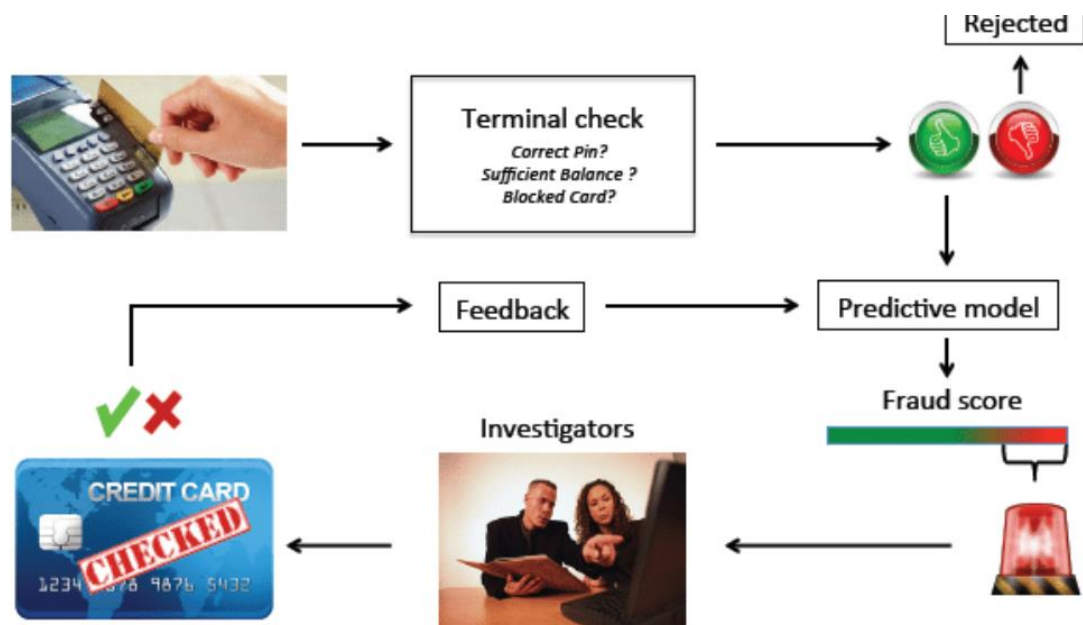 Rejected
Terminal check
Correct Pin?
Sufficient Balance ?
Blocked Card?
Feedback
Predictive model
Fraud score
Investigators
CREDIT CARD
CHECKED
9876 5432